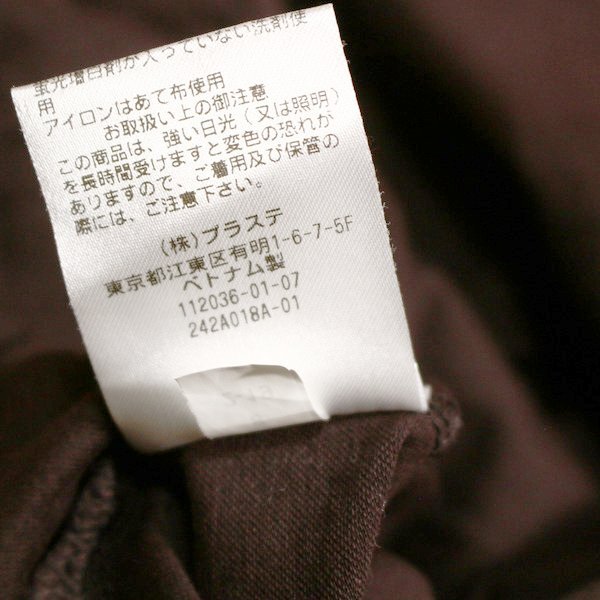 蛍光増白剤が入っていない洗剤使
用
アイロンはあて布使用
お取扱い上の御注意
この商品は、強い日光(又は照明)
を長時間受けますと変色の恐れが
ありますので、ご着用及び保管の
際には、ご注意下さい。
(株)プラステ
東京都江東区有明1-6-7-5F
ベトナム製
112036-01-07
242A018A-01